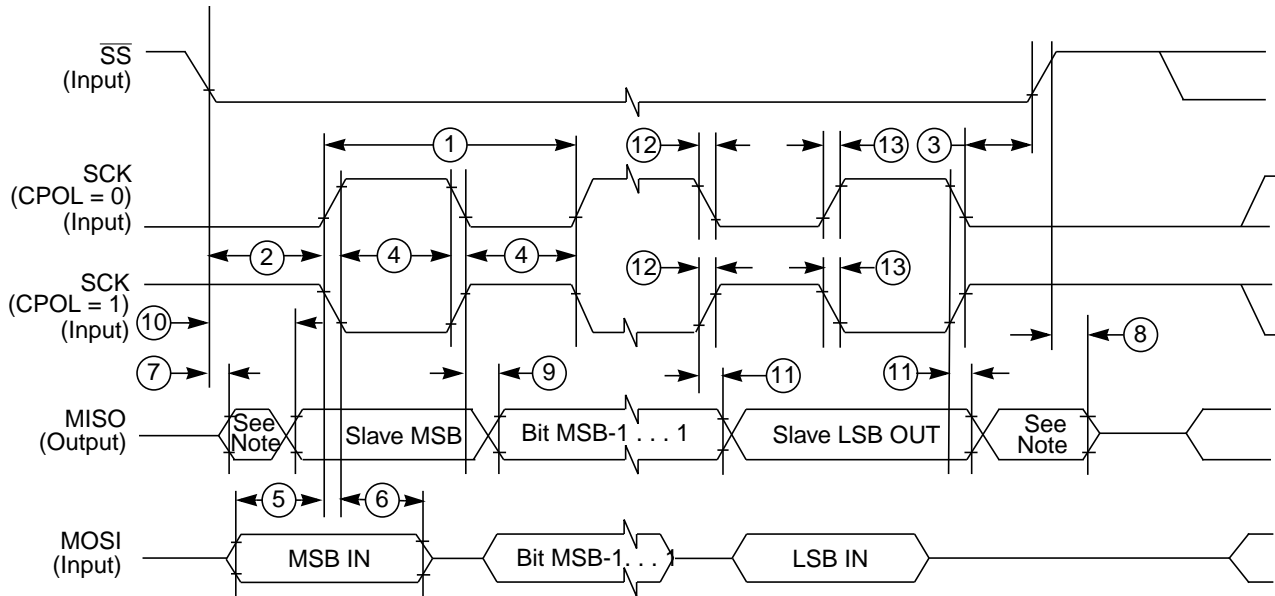 SS
(Input)
1
12
13
3
SCK
(CPOL = 0)
(Input)
2
4
4
12
13
SCK
(CPOL = 1)
(Input)
10
8
7
9
11
11
MISO
(Output)
See
Note
Slave MSB
Bit MSB-1 . . . 1
Slave LSB OUT
See
Note
5
6
MOSI
(Input)
MSB IN
Bit MSB-1. . . 1
LSB IN